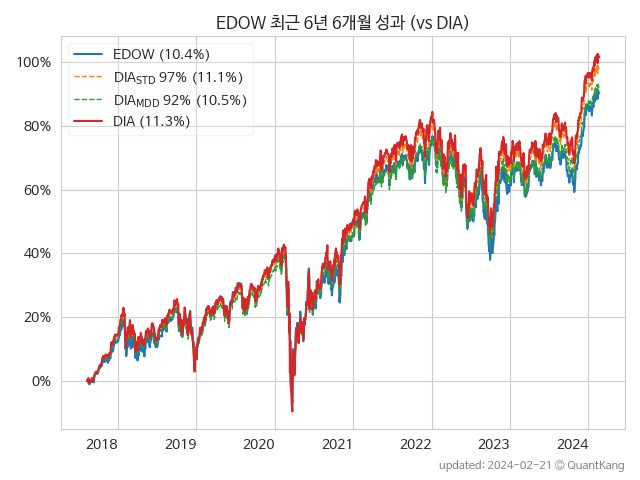 EDOW 최근 6년 6개월 성과 (vs DIA)
EDOW (10.4%)
DIASTD 97% (11.1%)
DIAMDD 92% (10.5%)
DIA (11.3%)
100%
80%
60%
40%
20%
0%
2018 2019 2020 2021 2022 2023 2024
updated: 2024-02-21 © QuantKang